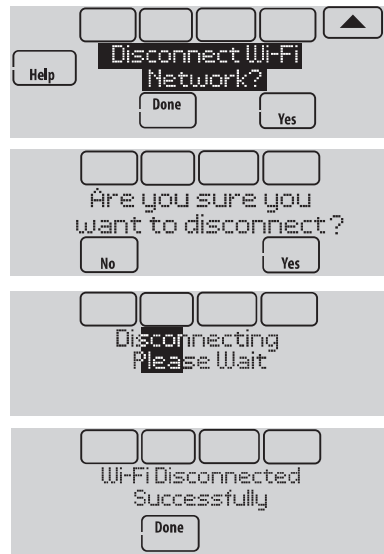 Disconnect Wi-Fi
Network?
Help
Done
Yes
Are you sure you
want to disconnect?
No
Yes
Disconnecting
Please Wait
Wi-Fi Disconnected
Successfully
Done